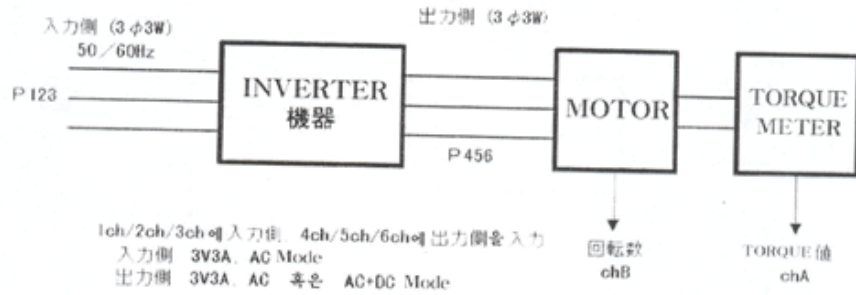 入力側 (3φ3W)
50／60Hz
出力側 (3φ3W)
P123
INVERTER
機器
MOTOR
TORQUE
METER
P456
1ch/2ch/3ch에 入力側. 4ch/5ch/6ch에 出力側을 入力
入力側 3V3A. AC Mode
出力側 3V3A. AC 혹은 AC+DC Mode
回転数
chB
TORQUE 値
chA